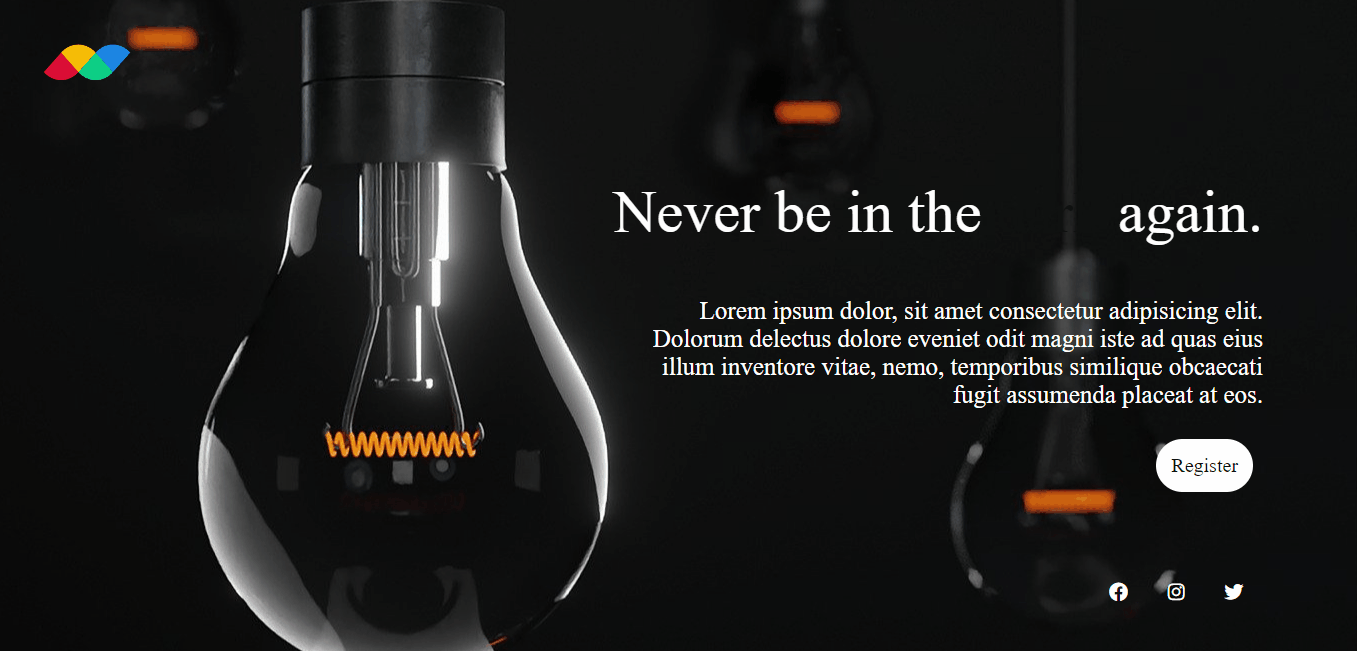 Never be in the again.
Lorem ipsum dolor, sit amet consectetur adipisicing elit.
Dolorum delectus dolore eveniet odit magni iste ad quas eius
illum inventore vitae, nemo, temporibus similique obcaecati
fugit assumenda placeat at eos.
Register